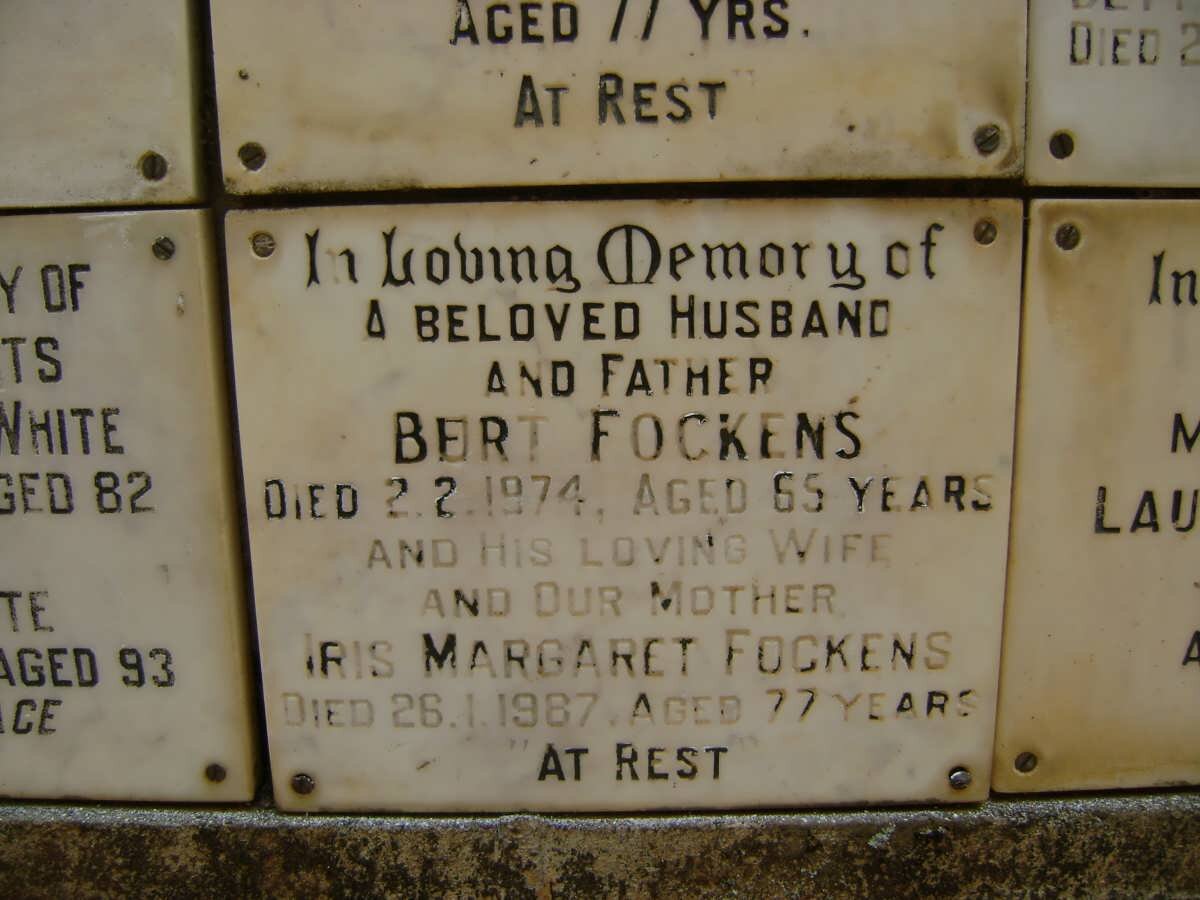 AGED 77 YRS.
"AT REST"
DIED 2
Y OF
TS
WHITE
AGED 82
TE
AGED 93
ACE
In Loving Memory of
A BELOVED HUSBAND
AND FATHER
BERT FOCKENS
DIED 2.2.1974, AGED 65 YEARS
AND HIS LOVING WIFE
AND OUR MOTHER
IRIS MARGARET FOCKENS
DIED 26.1.1987, AGED 77 YEARS
"AT REST"
In
M
LAU
A